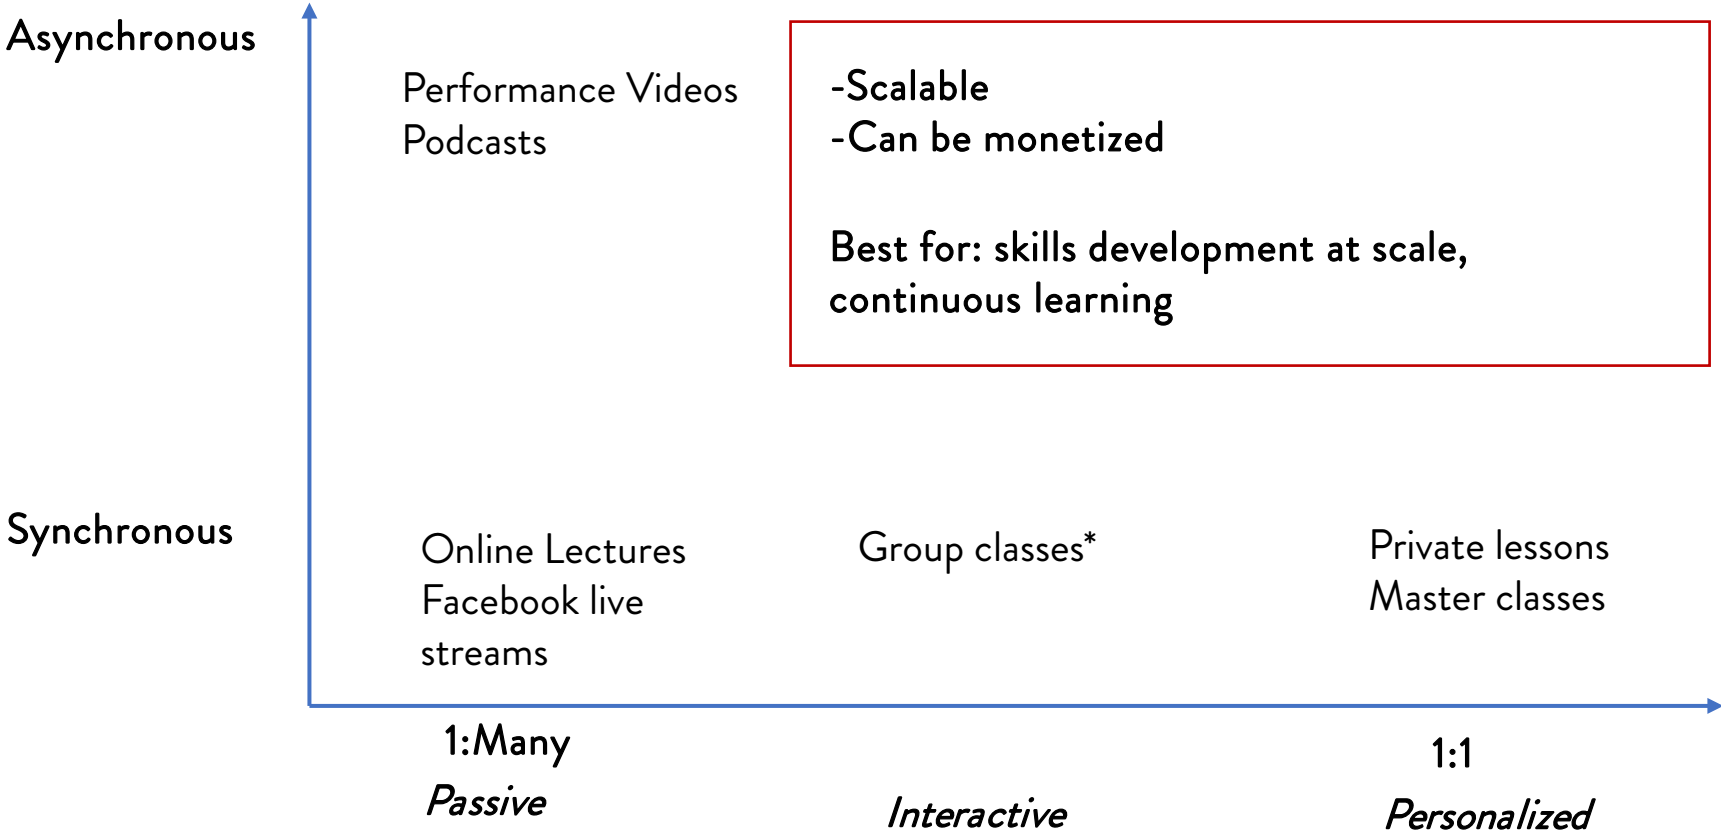 Asynchronous
Performance Videos
Podcasts
-Scalable
-Can be monetized
Best for: skills development at scale,
continuous learning
Synchronous
Online Lectures
Facebook live
streams
Group classes*
Private lessons
Master classes
1:Many
Passive
Interactive
1:1
Personalized